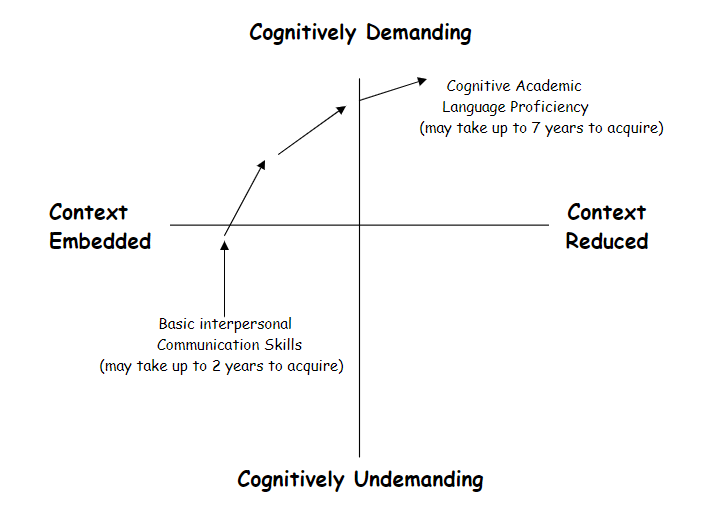 Cognitively Demanding
Cognitive Academic
Language Proficiency
(may take up to 7 years to acquire)
Context
Embedded
Context
Reduced
Basic interpersonal
Communication Skills
(may take up to 2 years to acquire)
Cognitively Undemanding